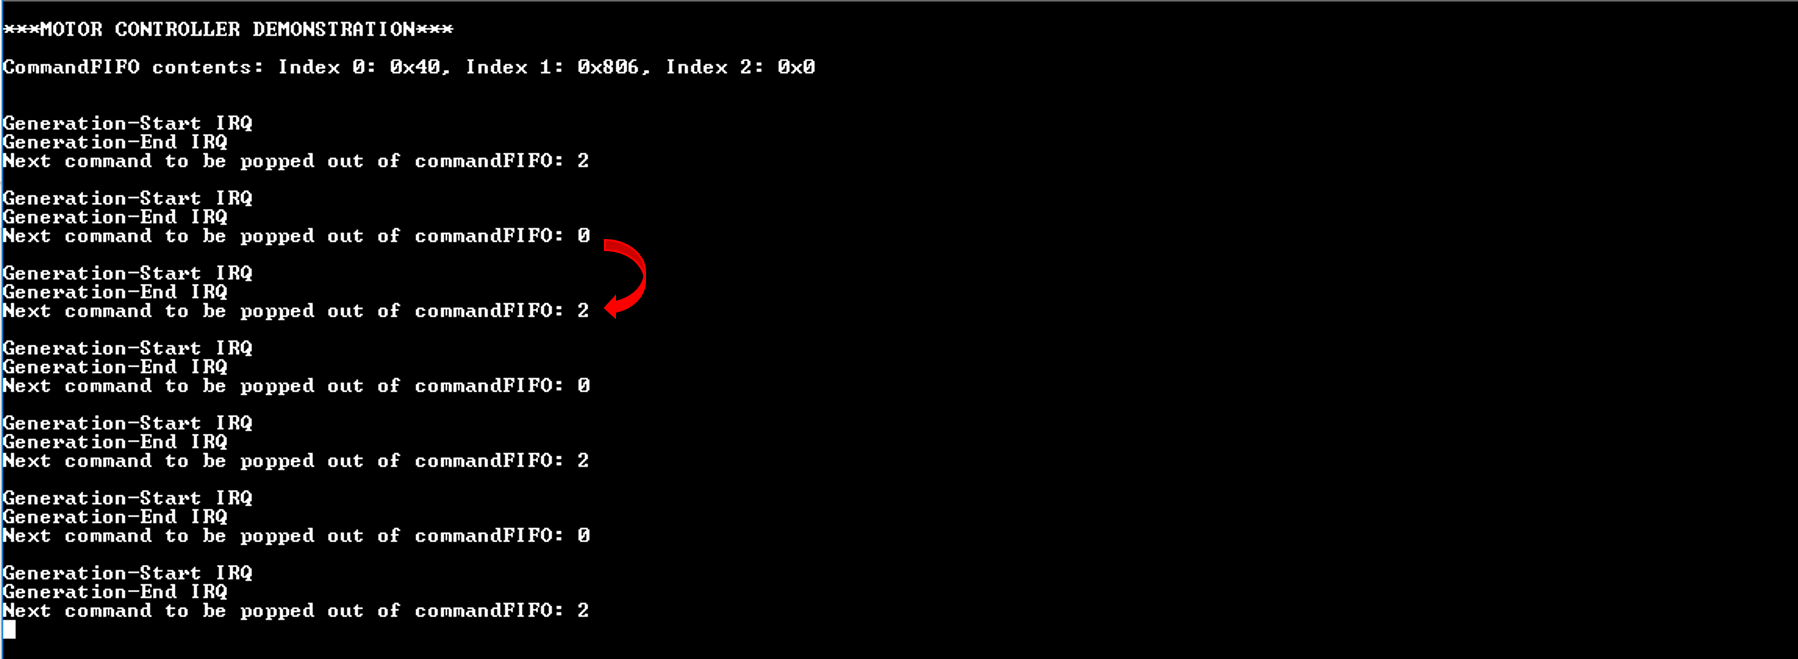 ***MOTOR CONTROLLER DEMONSTRATION***
CommandFIFO contents: Index 0: 0x40, Index 1: 0x806, Index 2: 0x0
Generation-Start IRQ
Generation-End IRQ
Next command to be popped out of commandFIFO: 2
Generation-Start IRQ
Generation-End IRQ
Next command to be popped out of commandFIFO: 0
Generation-Start IRQ
Generation-End IRQ
Next command to be popped out of commandFIFO: 2
Generation-Start IRQ
Generation-End IRQ
Next command to be popped out of commandFIFO: 0
Generation-Start IRQ
Generation-End IRQ
Next command to be popped out of commandFIFO: 2
Generation-Start IRQ
Generation-End IRQ
Next command to be popped out of commandFIFO: 0
Generation-Start IRQ
Generation-End IRQ
Next command to be popped out of commandFIFO: 2